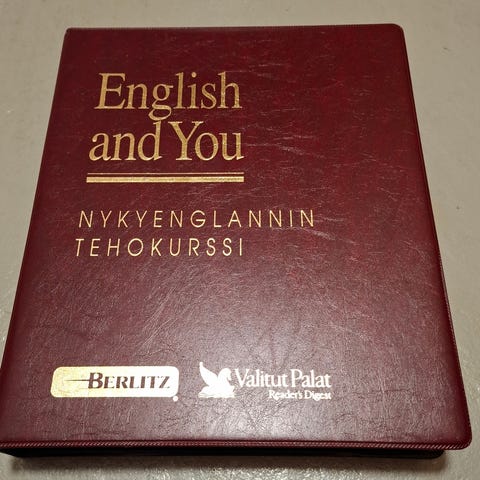 English
and You
NYKYENGLANNIN
TEHOKURSSI
BERLITZ®
Valitut Palat
Reader's Digest